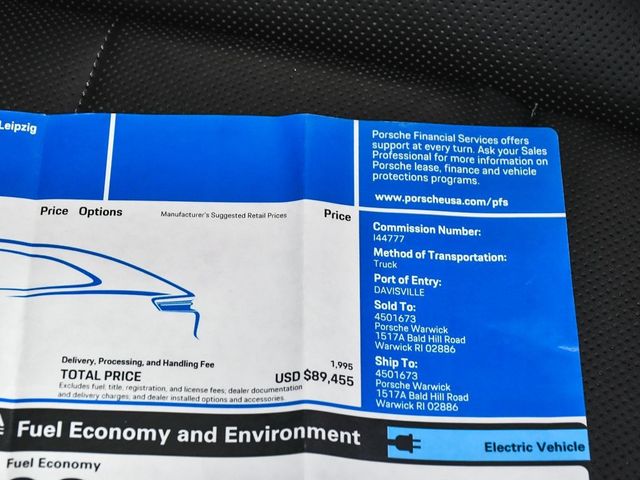 Leipzig
Porsche Financial Services offers
support at every turn. Ask your Sales
Professional for more information on
Porsche lease, finance and vehicle
protections programs.
www.porscheusa.com/pfs
Price Options Manufacturer's Suggested Retail Prices Price
Commission Number:
I44777
Method of Transportation:
Truck
Port of Entry:
DAVISVILLE
Sold To:
4501673
Porsche Warwick
1517A Bald Hill Road
Warwick RI 02886
Ship To:
4501673
Porsche Warwick
1517A Bald Hill Road
Warwick RI 02886
Delivery, Processing, and Handling Fee 1,995
TOTAL PRICE USD $89,455
Excludes fuel, title, registration, and license fees, dealer documentation
and delivery charges, and dealer installed options and accessories.
Fuel Economy and Environment
Electric Vehicle
Fuel Economy